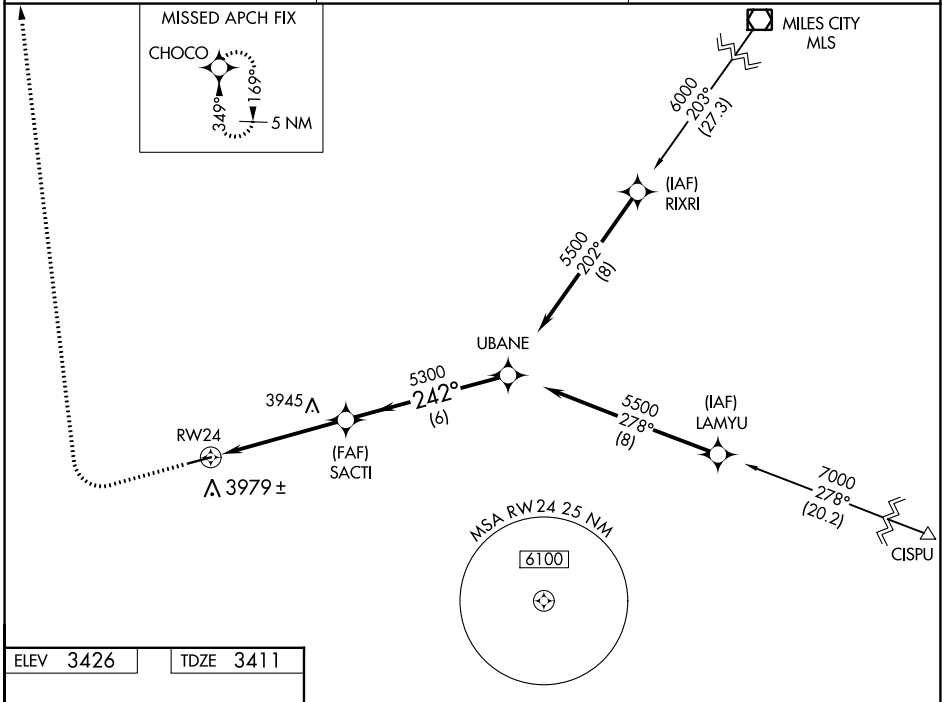 MISSED APCH FIX
CHOCO
349°
169°
5 NM
MILES CITY
MLS
6000
203°
(27.3)
(IAF)
RIXRI
5500
202°
(8)
UBANE
5300
242°
(6)
3945
(FAF)
SACTI
RW24
3979 ±
5500
278°
(8)
(IAF)
LAMYU
7000
278°
(20.2)
CISPU
MSA RW24 25 NM
6100
ELEV 3426
TDZE 3411